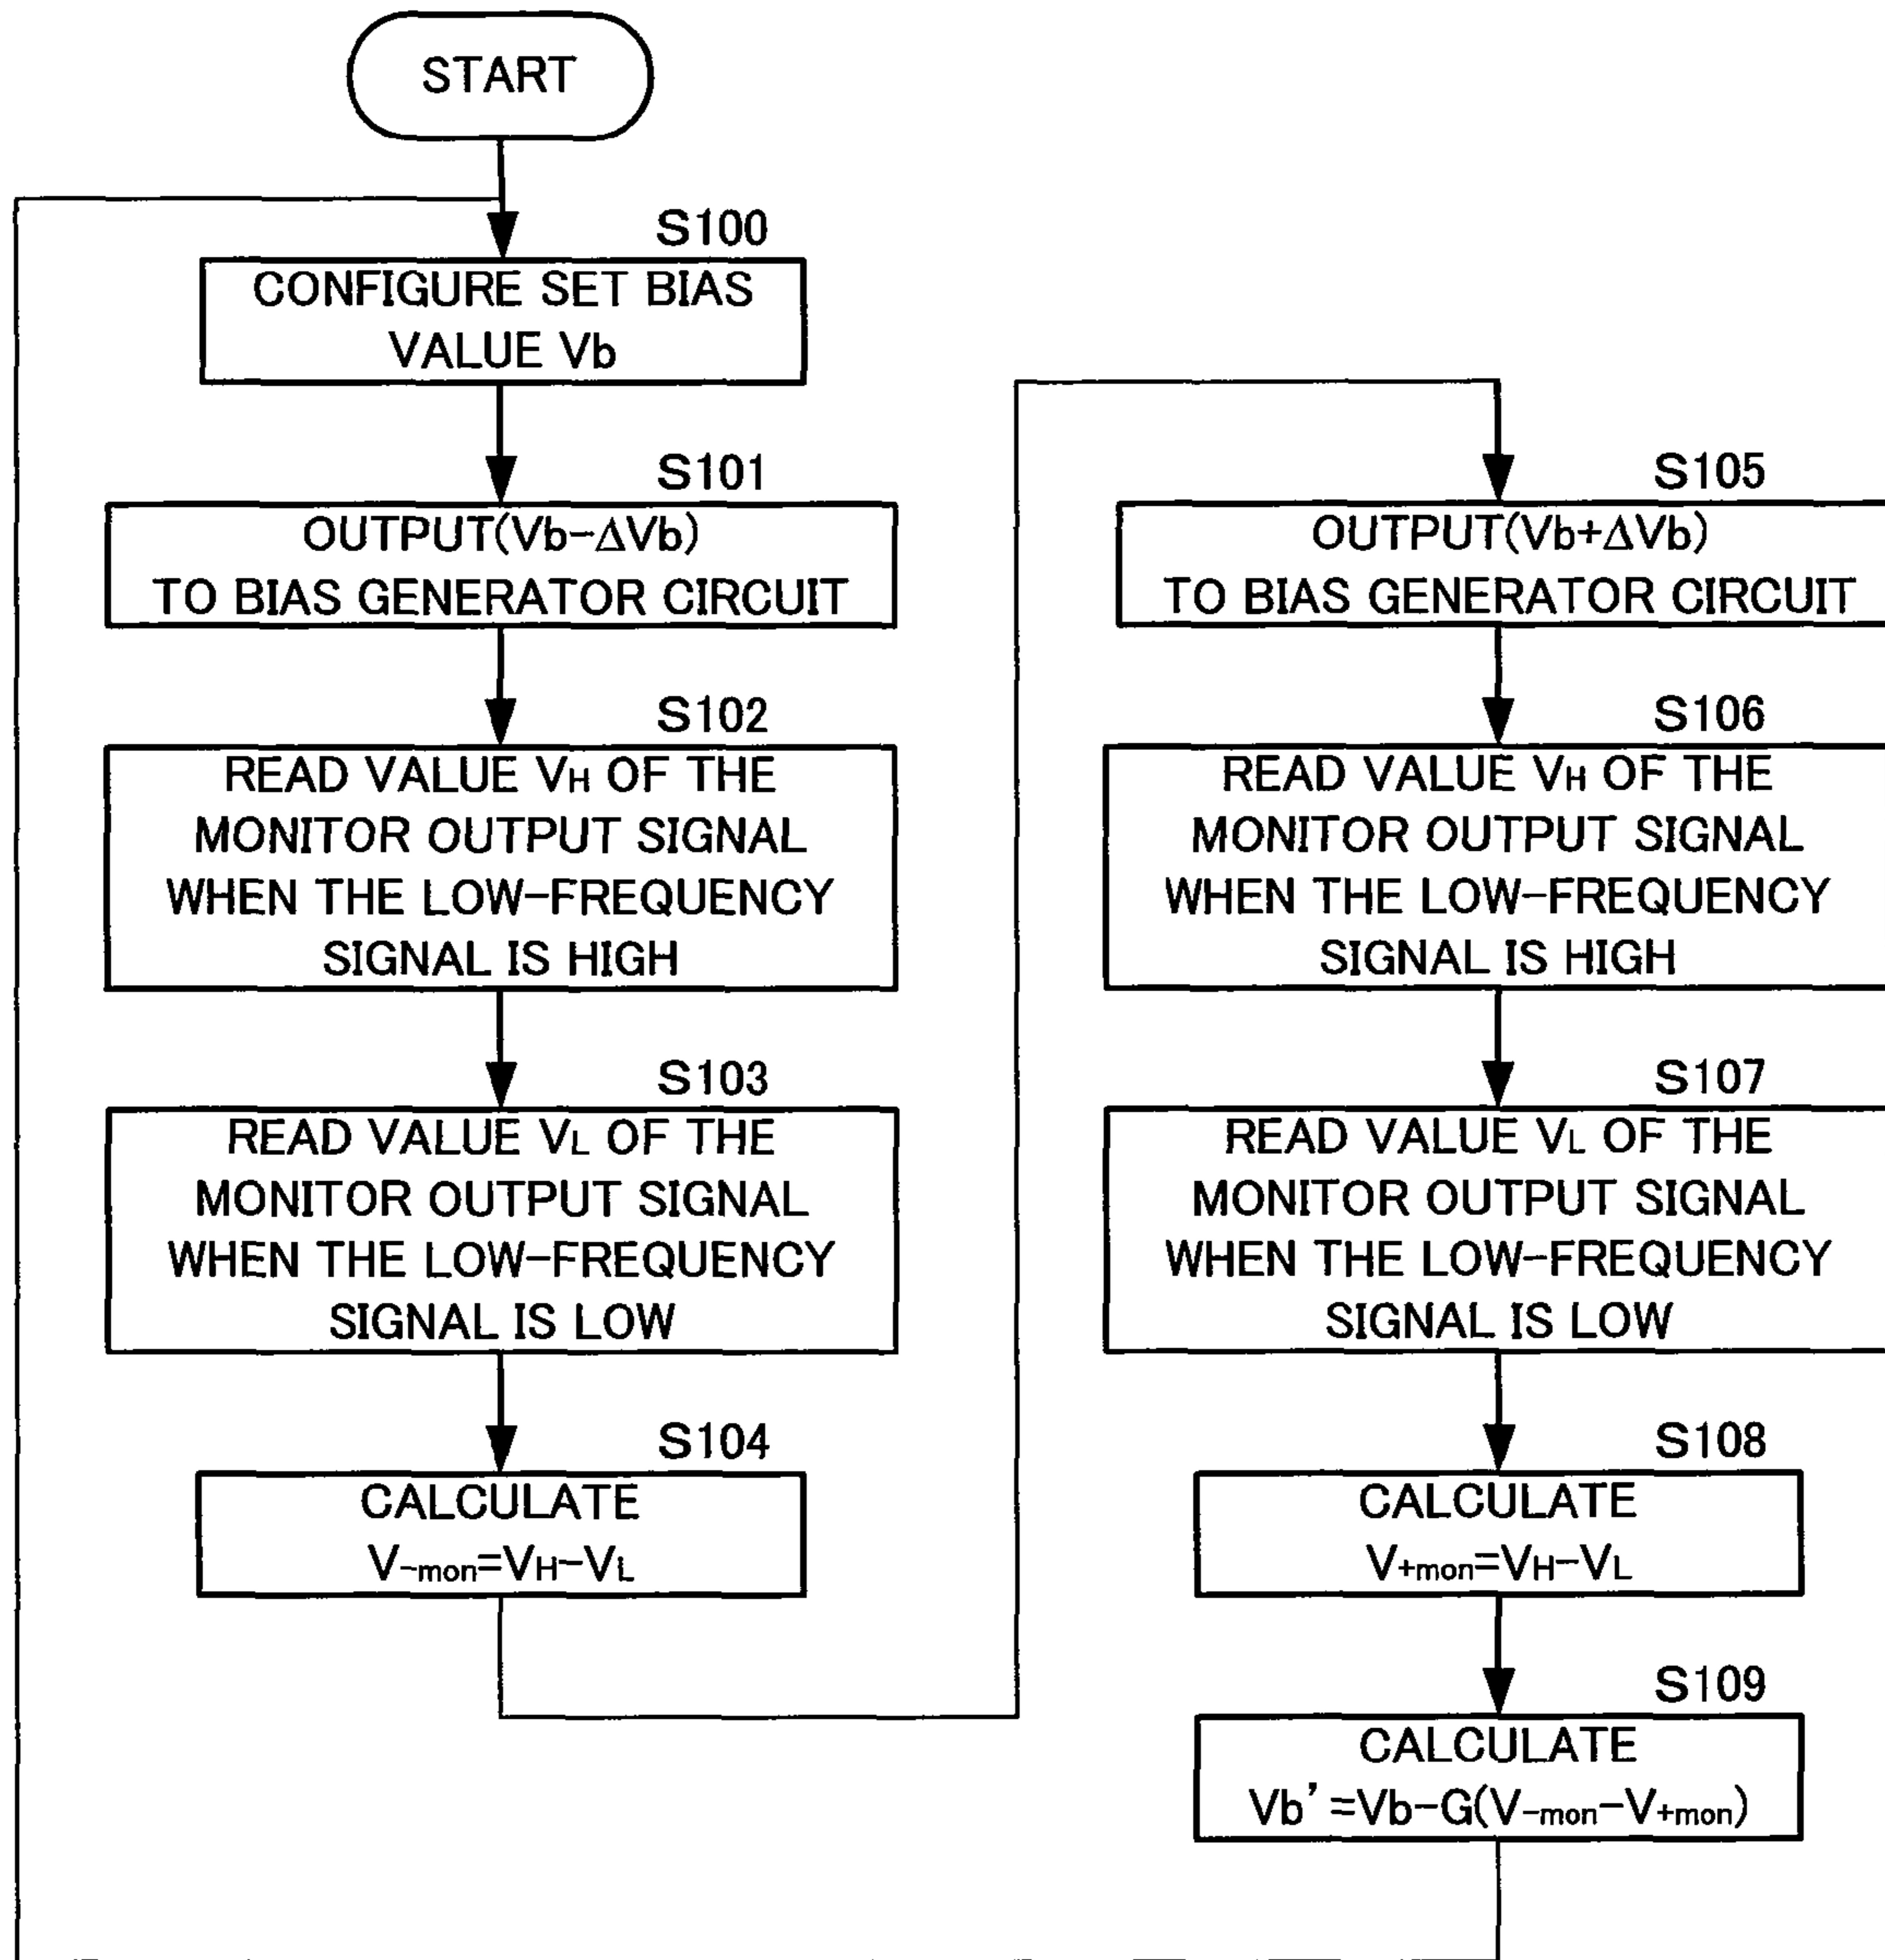 START
S100
CONFIGURE SET BIAS
VALUE Vb
S101
OUTPUT(Vb-ΔVb)
TO BIAS GENERATOR CIRCUIT
S102
READ VALUE VH OF THE
MONITOR OUTPUT SIGNAL
WHEN THE LOW-FREQUENCY
SIGNAL IS HIGH
S103
READ VALUE VL OF THE
MONITOR OUTPUT SIGNAL
WHEN THE LOW-FREQUENCY
SIGNAL IS LOW
S104
CALCULATE
V-mon=VH-VL
S105
OUTPUT(Vb+ΔVb)
TO BIAS GENERATOR CIRCUIT
S106
READ VALUE VH OF THE
MONITOR OUTPUT SIGNAL
WHEN THE LOW-FREQUENCY
SIGNAL IS HIGH
S107
READ VALUE VL OF THE
MONITOR OUTPUT SIGNAL
WHEN THE LOW-FREQUENCY
SIGNAL IS LOW
S108
CALCULATE
V+mon=VH-VL
S109
CALCULATE
Vb'=Vb-G(V-mon-V+mon)